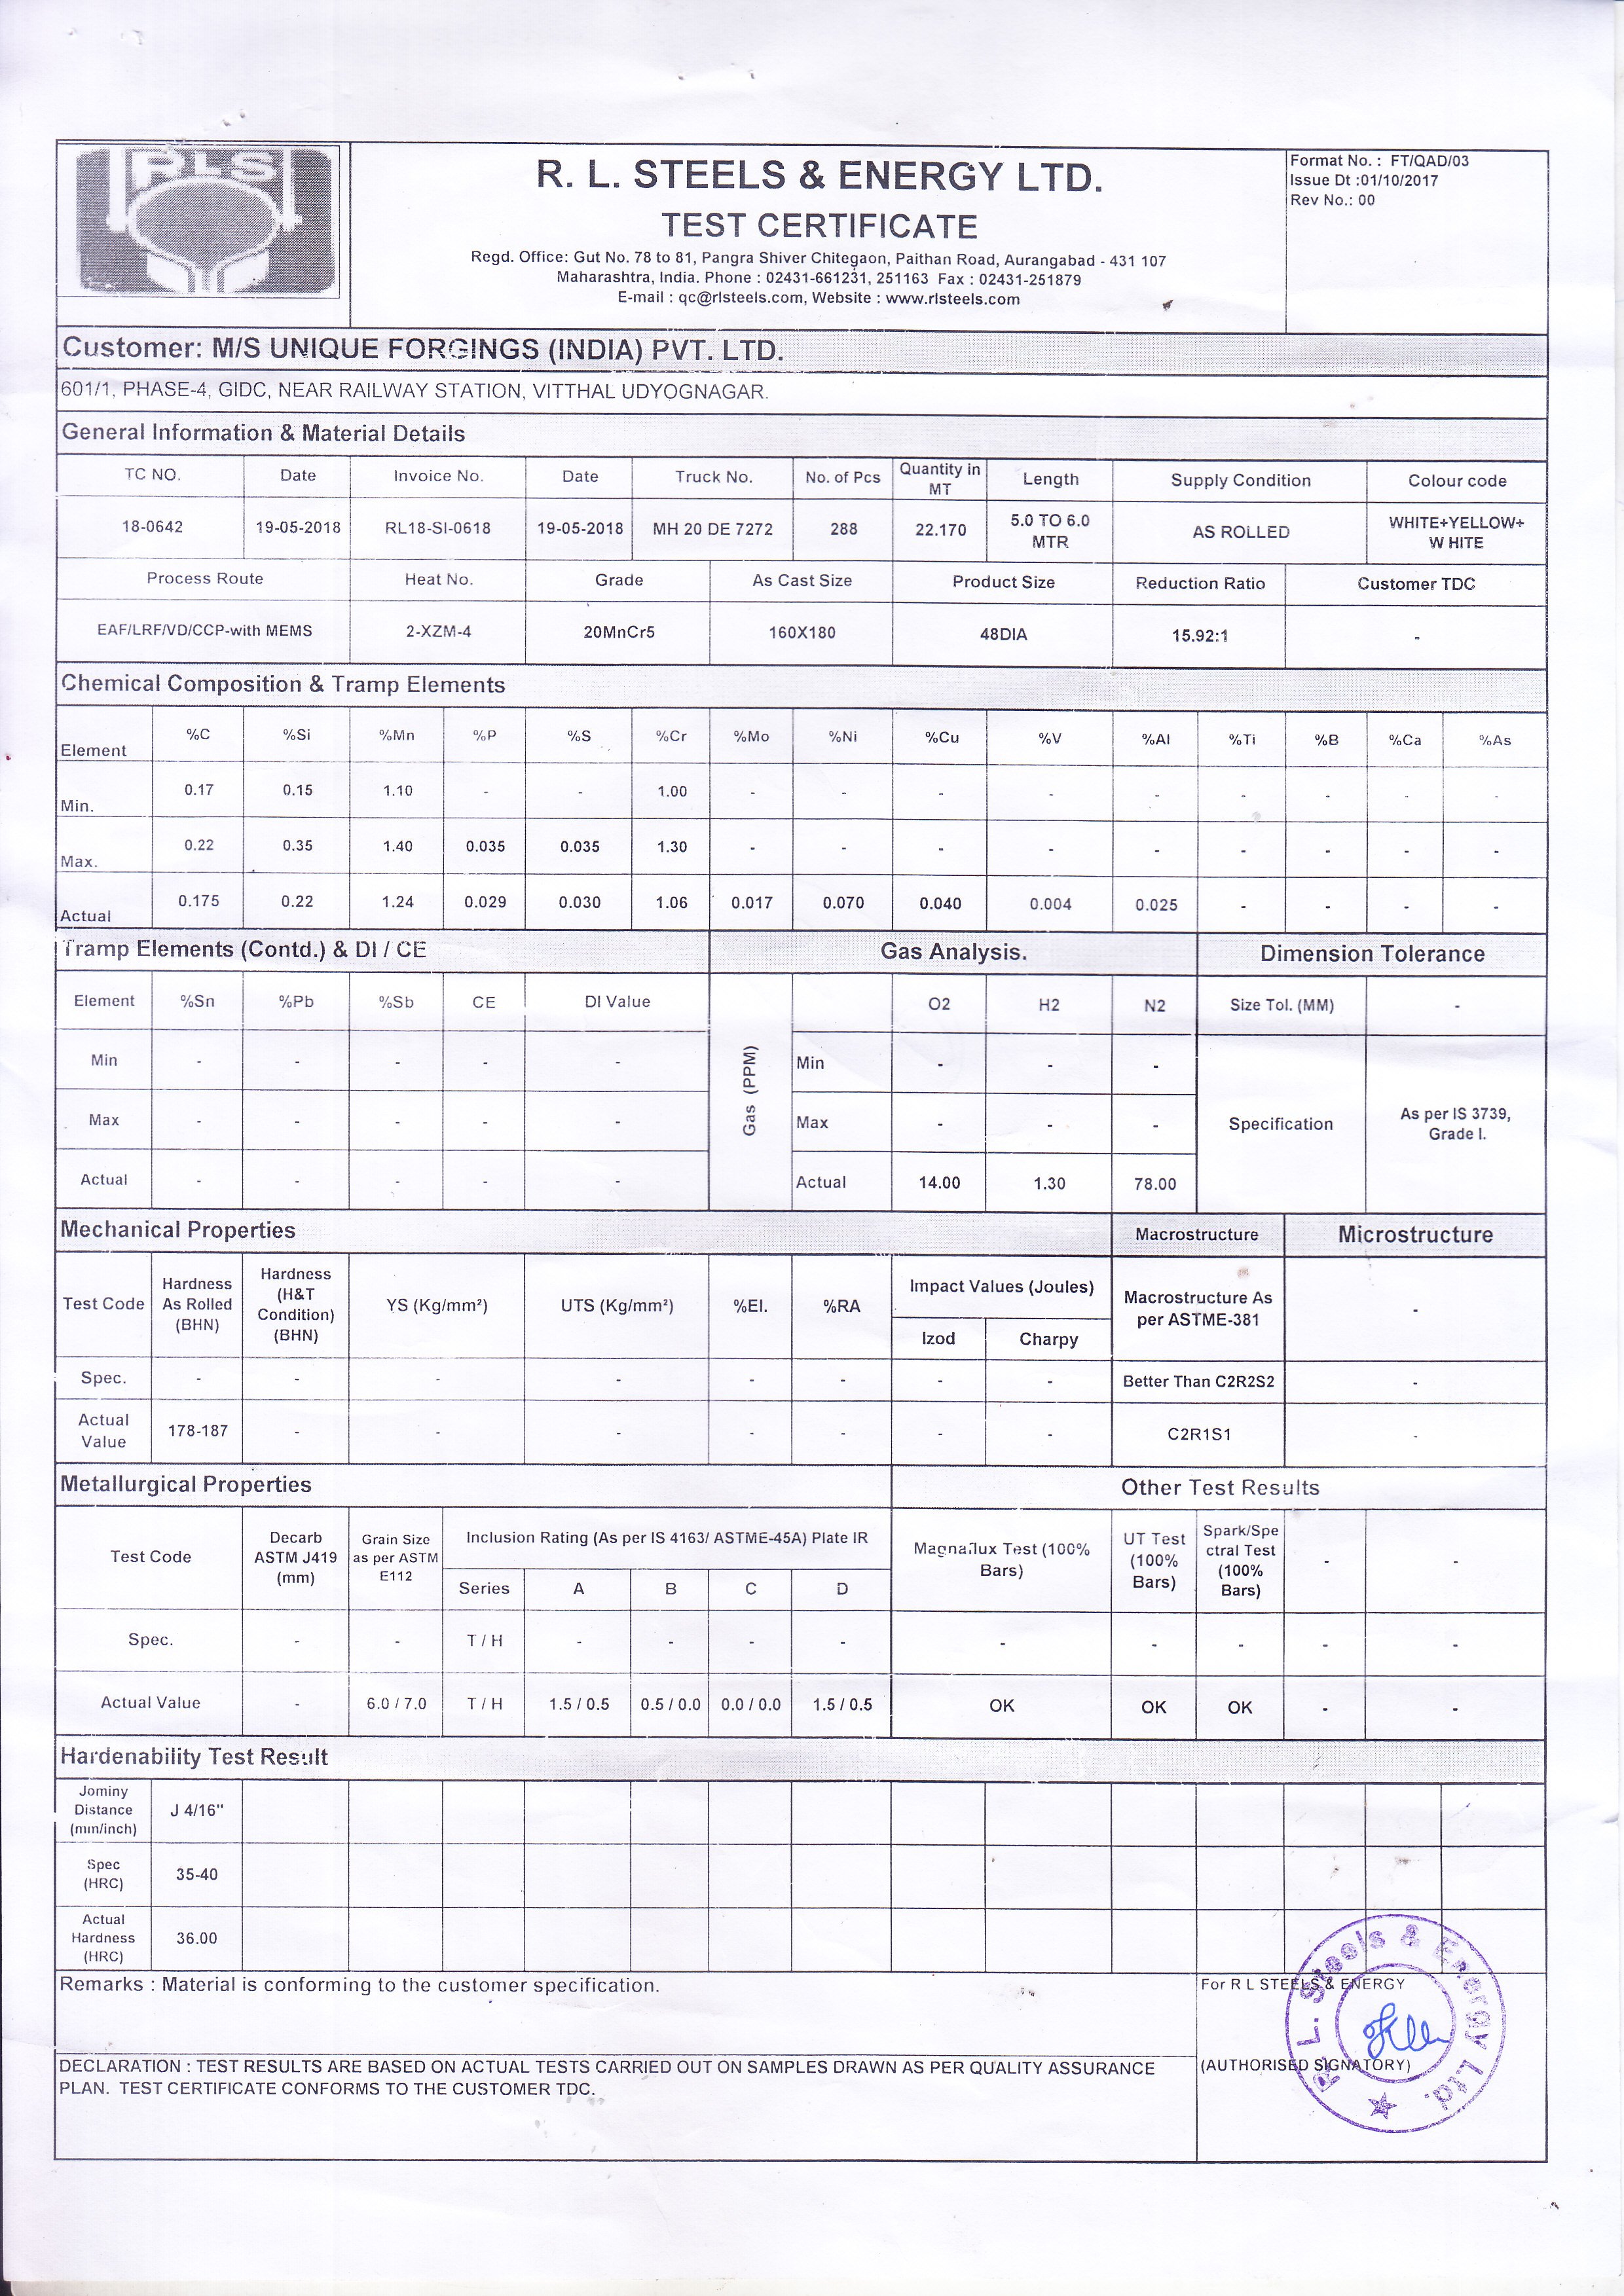 RLS
R. L. STEELS & ENERGY LTD.
TEST CERTIFICATE
Regd. Office: Gut No. 78 to 81, Pangra Shiver Chitegaon, Paithan Road, Aurangabad - 431 107
Maharashtra, India. Phone : 02431-661231, 251163 Fax : 02431-251879
E-mail : qc@rlsteels.com, Website : www.rlsteels.com
Format No. : FT/QAD/03
Issue Dt :01/10/2017
Rev No.: 00
Customer: M/S UNIQUE FORGINGS (INDIA) PVT. LTD.
601/1, PHASE-4, GIDC, NEAR RAILWAY STATION, VITTHAL UDYOGNAGAR.
General Information & Material Details
TC NO. Date Invoice No. Date Truck No. No. of Pcs Quantity in MT Length Supply Condition Colour code
18-0642 19-05-2018 RL18-SI-0618 19-05-2018 MH 20 DE 7272 288 22.170 5.0 TO 6.0 MTR AS ROLLED WHITE+YELLOW+ W HITE
Process Route Heat No. Grade As Cast Size Product Size Reduction Ratio Customer TDC
EAF/LRF/VD/CCP-with MEMS 2-XZM-4 20MnCr5 160X180 48DIA 15.92:1 -
Chemical Composition & Tramp Elements
Element %C %Si %Mn %P %S %Cr %Mo %Ni %Cu %V %Al %Ti %B %Ca %As
Min. 0.17 0.15 1.10 - - 1.00 - - - - - - - - -
Max. 0.22 0.35 1.40 0.035 0.035 1.30 - - - - - - - - -
Actual 0.175 0.22 1.24 0.029 0.030 1.06 0.017 0.070 0.040 0.004 0.025 - - - -
Tramp Elements (Contd.) & DI / CE Gas Analysis. Dimension Tolerance
Element %Sn %Pb %Sb CE DI Value Gas (PPM) O2 H2 N2 Size Tol. (MM) -
Min - - - - - Min - - -
Max - - - - - Max - - - Specification As per IS 3739, Grade I.
Actual - - - - - Actual 14.00 1.30 78.00
Mechanical Properties Macrostructure Microstructure
Test Code Hardness As Rolled (BHN) Hardness (H&T Condition) (BHN) YS (Kg/mm²) UTS (Kg/mm²) %El. %RA Impact Values (Joules) Macrostructure As per ASTME-381 -
Izod Charpy
Spec. - - - - - - - - Better Than C2R2S2 -
Actual Value 178-187 - - - - - - - C2R1S1 -
Metallurgical Properties Other Test Results
Test Code Decarb ASTM J419 (mm) Grain Size as per ASTM E112 Inclusion Rating (As per IS 4163/ ASTME-45A) Plate IR Magnaflux Test (100% Bars) UT Test (100% Bars) Spark/Spe ctral Test (100% Bars) - -
Series A B C D
Spec. - - T / H - - - - - - - - -
Actual Value - 6.0 / 7.0 T / H 1.5 / 0.5 0.5 / 0.0 0.0 / 0.0 1.5 / 0.5 OK OK OK - -
Hardenability Test Result
Jominy Distance (mm/inch) J 4/16"
Spec (HRC) 35-40
Actual Hardness (HRC) 36.00
Remarks : Material is conforming to the customer specification.
For R L STEELS & ENERGY
R. L. Steels & Energy Ltd.
(AUTHORISED SIGNATORY)
DECLARATION : TEST RESULTS ARE BASED ON ACTUAL TESTS CARRIED OUT ON SAMPLES DRAWN AS PER QUALITY ASSURANCE
PLAN. TEST CERTIFICATE CONFORMS TO THE CUSTOMER TDC.